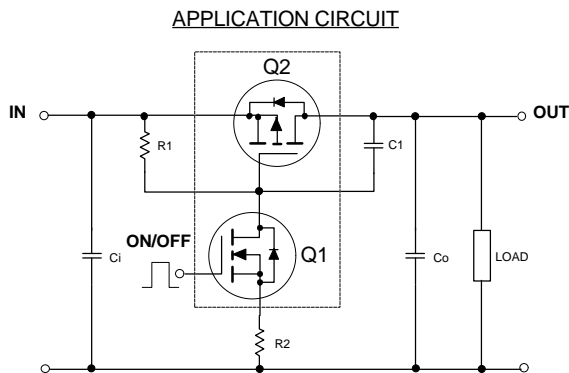 APPLICATION CIRCUIT
Q2
IN
OUT
R1
C1
ON/OFF
Q1
Ci
Co
LOAD
R2